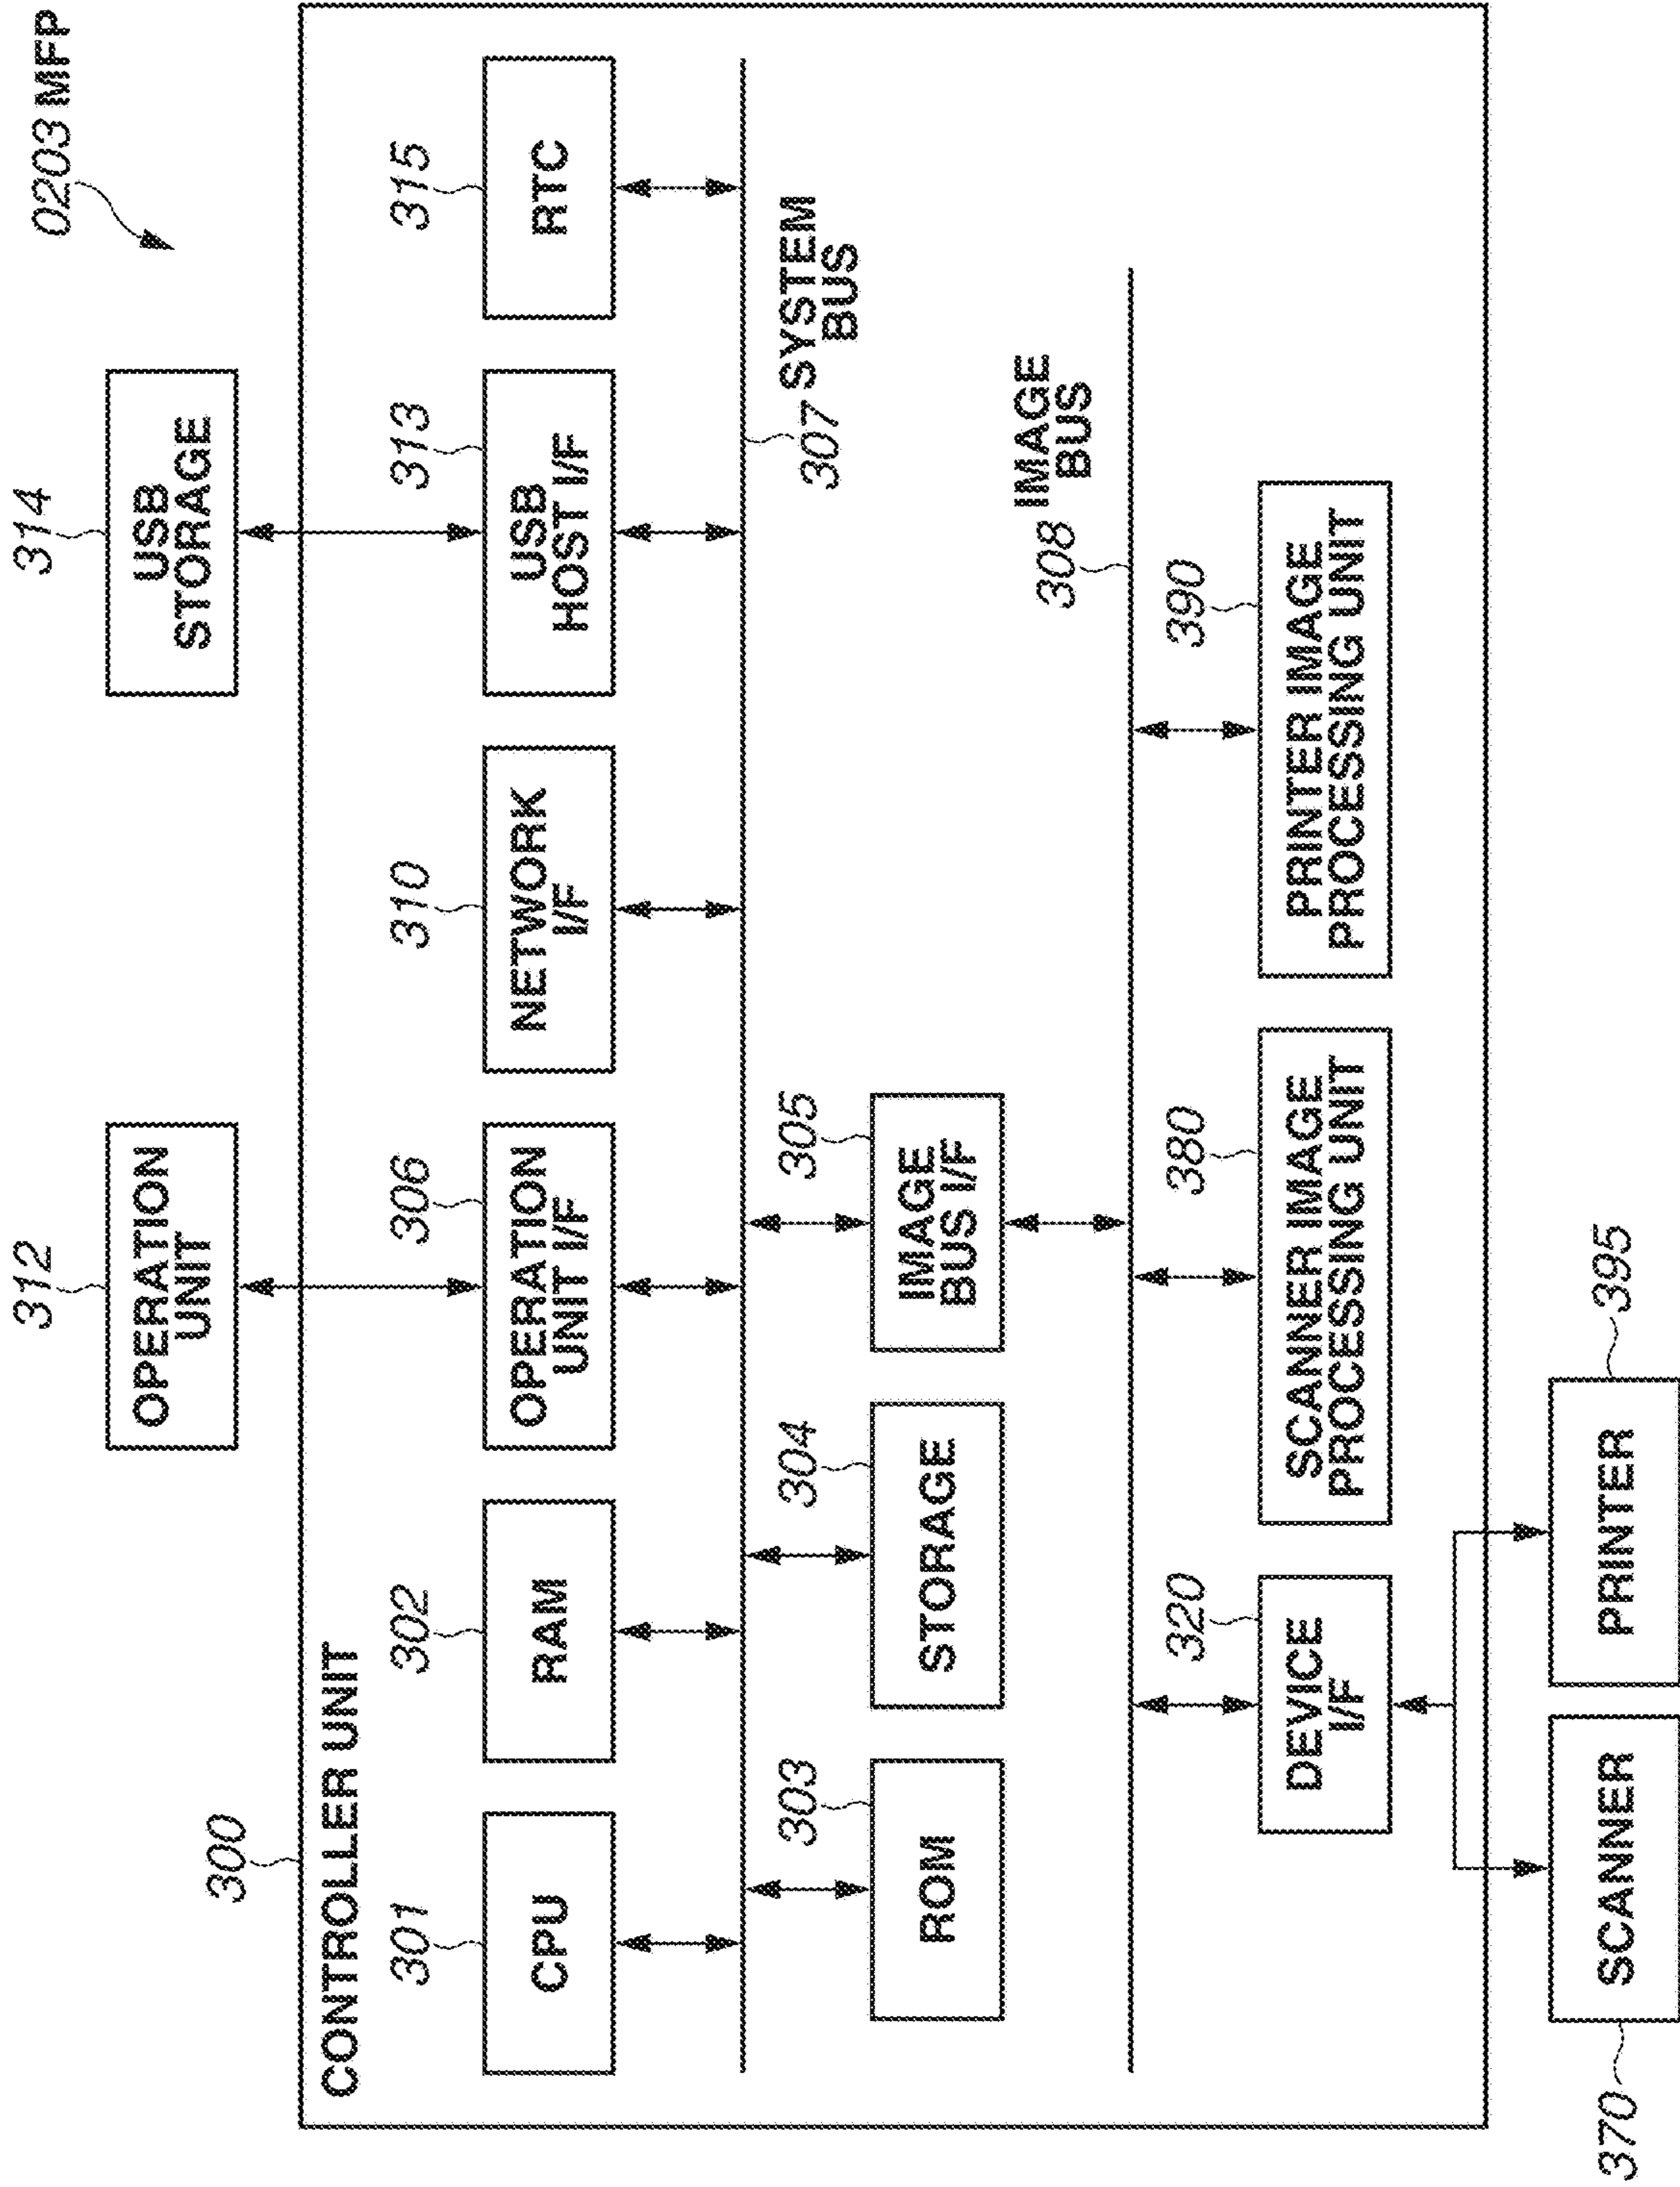 0203 MFP
312
OPERATION
UNIT
314
USB
STORAGE
300
CONTROLLER UNIT
301
CPU
302
RAM
306
OPERATION
UNIT I/F
310
NETWORK
I/F
313
USB
HOST I/F
315
RTC
307 SYSTEM
BUS
303
ROM
304
STORAGE
305
IMAGE
BUS I/F
308 IMAGE
BUS
320
DEVICE
I/F
380
SCANNER IMAGE
PROCESSING UNIT
390
PRINTER IMAGE
PROCESSING UNIT
370
SCANNER
PRINTER
395